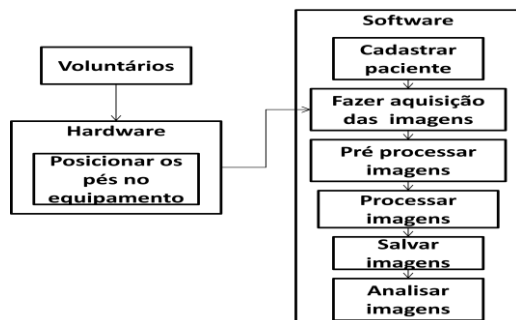 Voluntários
Hardware
Posicionar os
pés no
equipamento
Software
Cadastrar
paciente
Fazer aquisição
das imagens
Pré processar
imagens
Processar
imagens
Salvar
imagens
Analisar
imagens